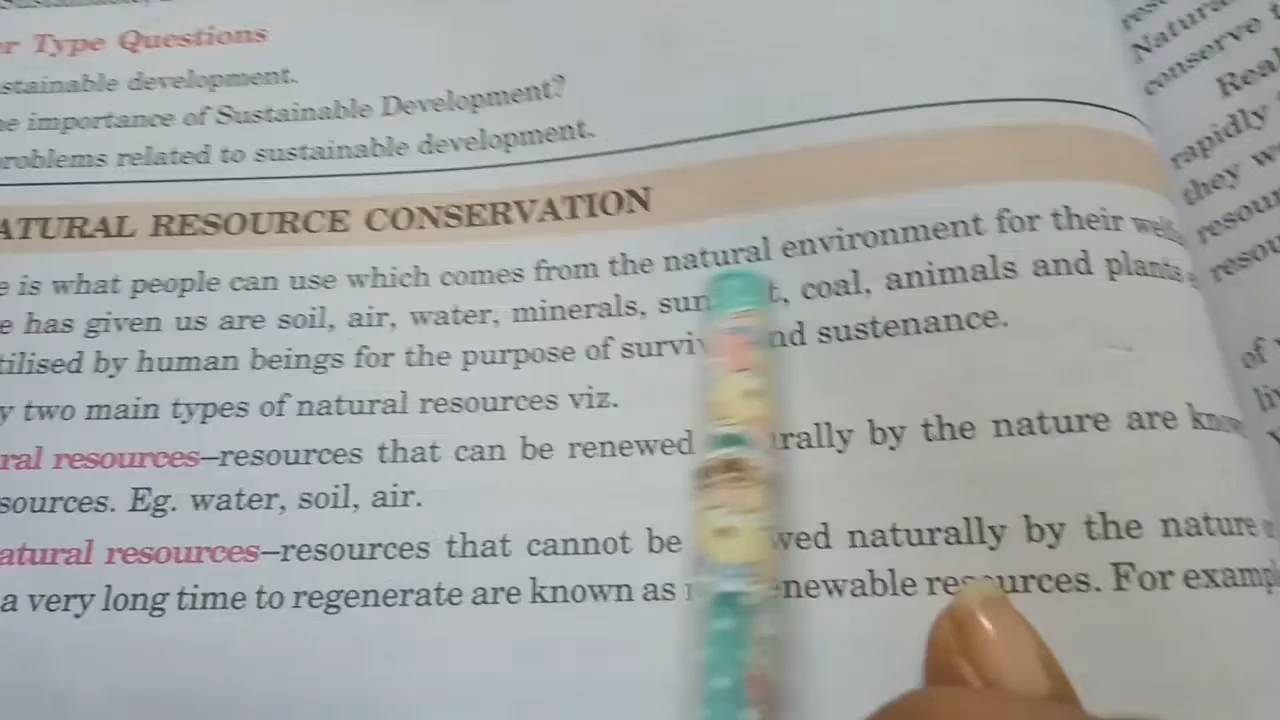 r Type Questions
stainable development.
e importance of Sustainable Development?
roblems related to sustainable development.
ATURAL RESOURCE CONSERVATION
e is what people can use which comes from the natural environment for their
e has given us are soil, air, water, minerals, sun t, coal, animals and plants
tilised by human beings for the purpose of surviv nd sustenance.
y two main types of natural resources viz.
ral resources–resources that can be renewed rally by the nature are
sources. Eg. water, soil, air.
atural resources–resources that cannot be wed naturally by the nature
a very long time to regenerate are known as newable resources. For examp
Natura
conserve
Real
rapidly
they w
resour
resou
of